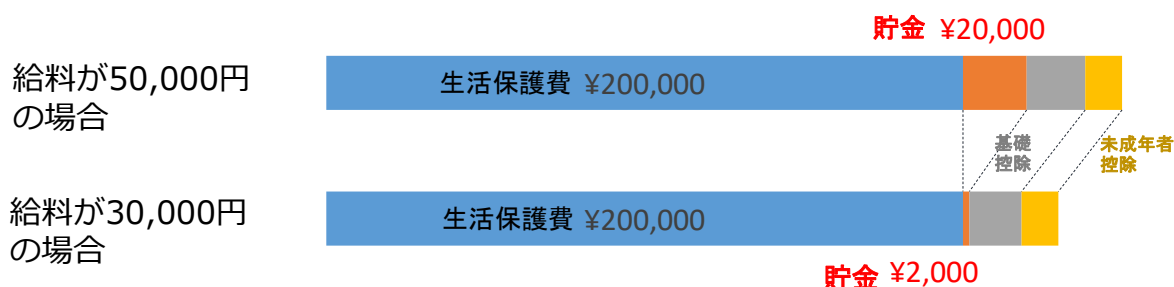 貯金 ¥20,000
給料が50,000円
の場合
生活保護費 ¥200,000
基礎
控除
未成年者
控除
給料が30,000円
の場合
生活保護費 ¥200,000
貯金 ¥2,000